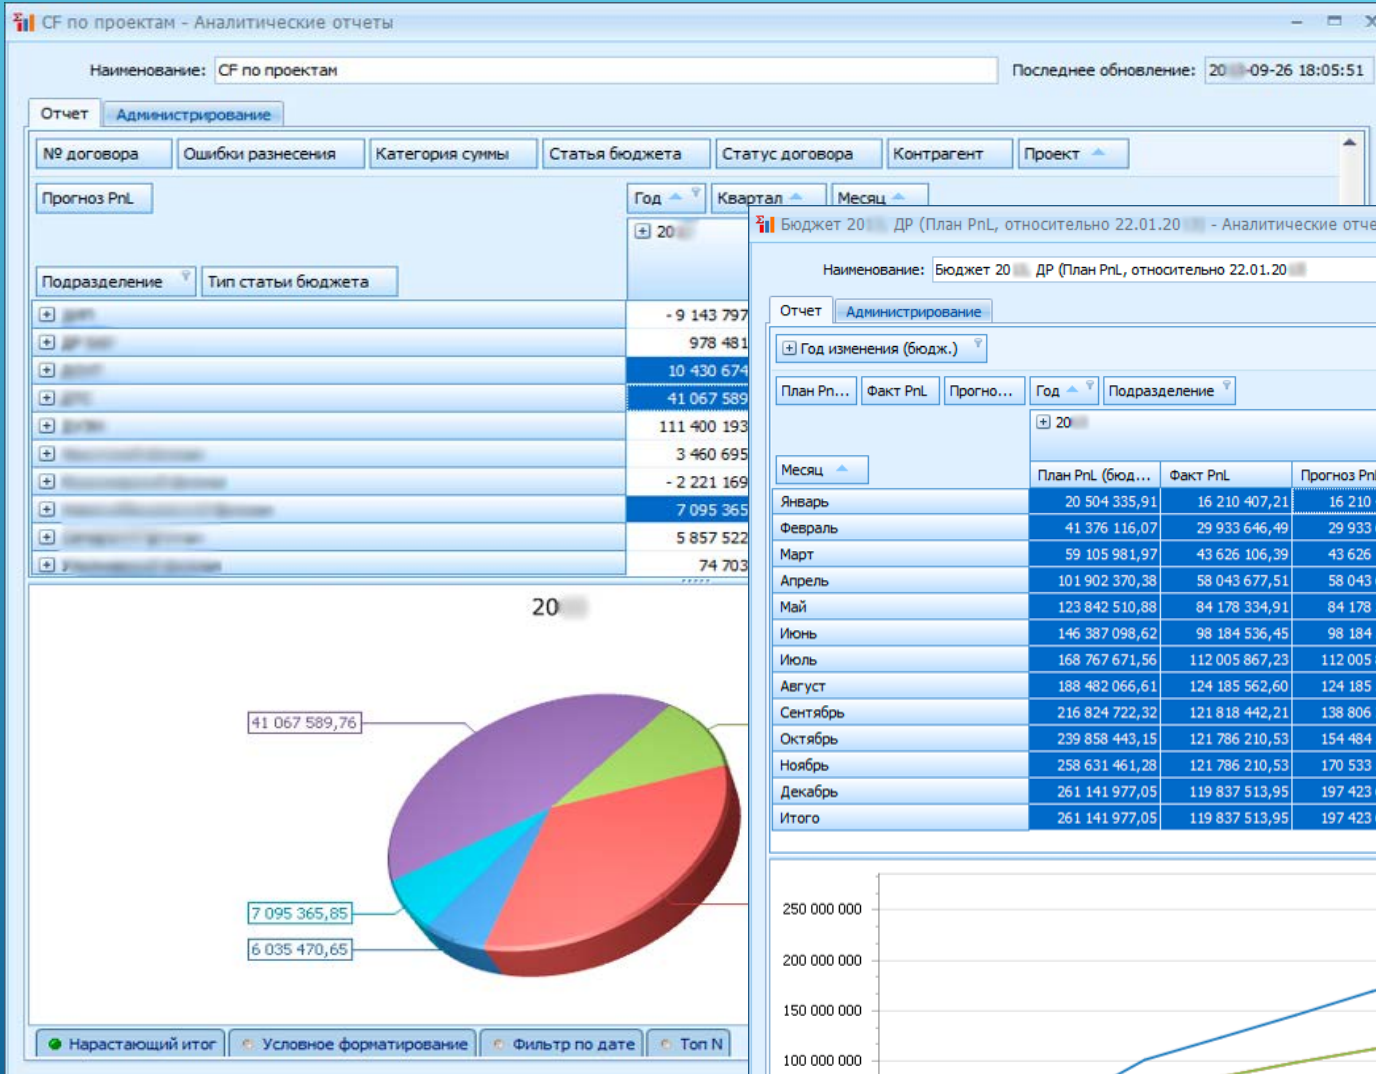 CF по проектам - Аналитические отчеты
Наименование: CF по проектам Последнее обновление: 20 -09-26 18:05:51
Отчет Администрирование
№ договора Ошибки разнесения Категория суммы Статья бюджета Статус договора Контрагент Проект
Прогноз PnL Год Квартал Месяц
20
Подразделение Тип статьи бюджета
- 9 143 797
978 481
10 430 674
41 067 589
111 400 193
3 460 695
- 2 221 169
7 095 365
5 857 522
74 703
20
41 067 589,76
7 095 365,85
6 035 470,65
Нарастающий итог Условное форматирование Фильтр по дате Топ N
Бюджет 20 ДР (План PnL, относительно 22.01.20 - Аналитические отче
Наименование: Бюджет 20 ДР (План PnL, относительно 22.01.20
Отчет Администрирование
Год изменения (бюдж.)
План Pn... Факт PnL Прогно... Год Подразделение
20
Месяц
План PnL (бюд... Факт PnL Прогноз Pn
Январь 20 504 335,91 16 210 407,21 16 210
Февраль 41 376 116,07 29 933 646,49 29 933
Март 59 105 981,97 43 626 106,39 43 626
Апрель 101 902 370,38 58 043 677,51 58 043
Май 123 842 510,88 84 178 334,91 84 178
Июнь 146 387 098,62 98 184 536,45 98 184
Июль 168 767 671,56 112 005 867,23 112 005
Август 188 482 066,61 124 185 562,60 124 185
Сентябрь 216 824 722,32 121 818 442,21 138 806
Октябрь 239 858 443,15 121 786 210,53 154 484
Ноябрь 258 631 461,28 121 786 210,53 170 533
Декабрь 261 141 977,05 119 837 513,95 197 423
Итого 261 141 977,05 119 837 513,95 197 423
250 000 000
200 000 000
150 000 000
100 000 000